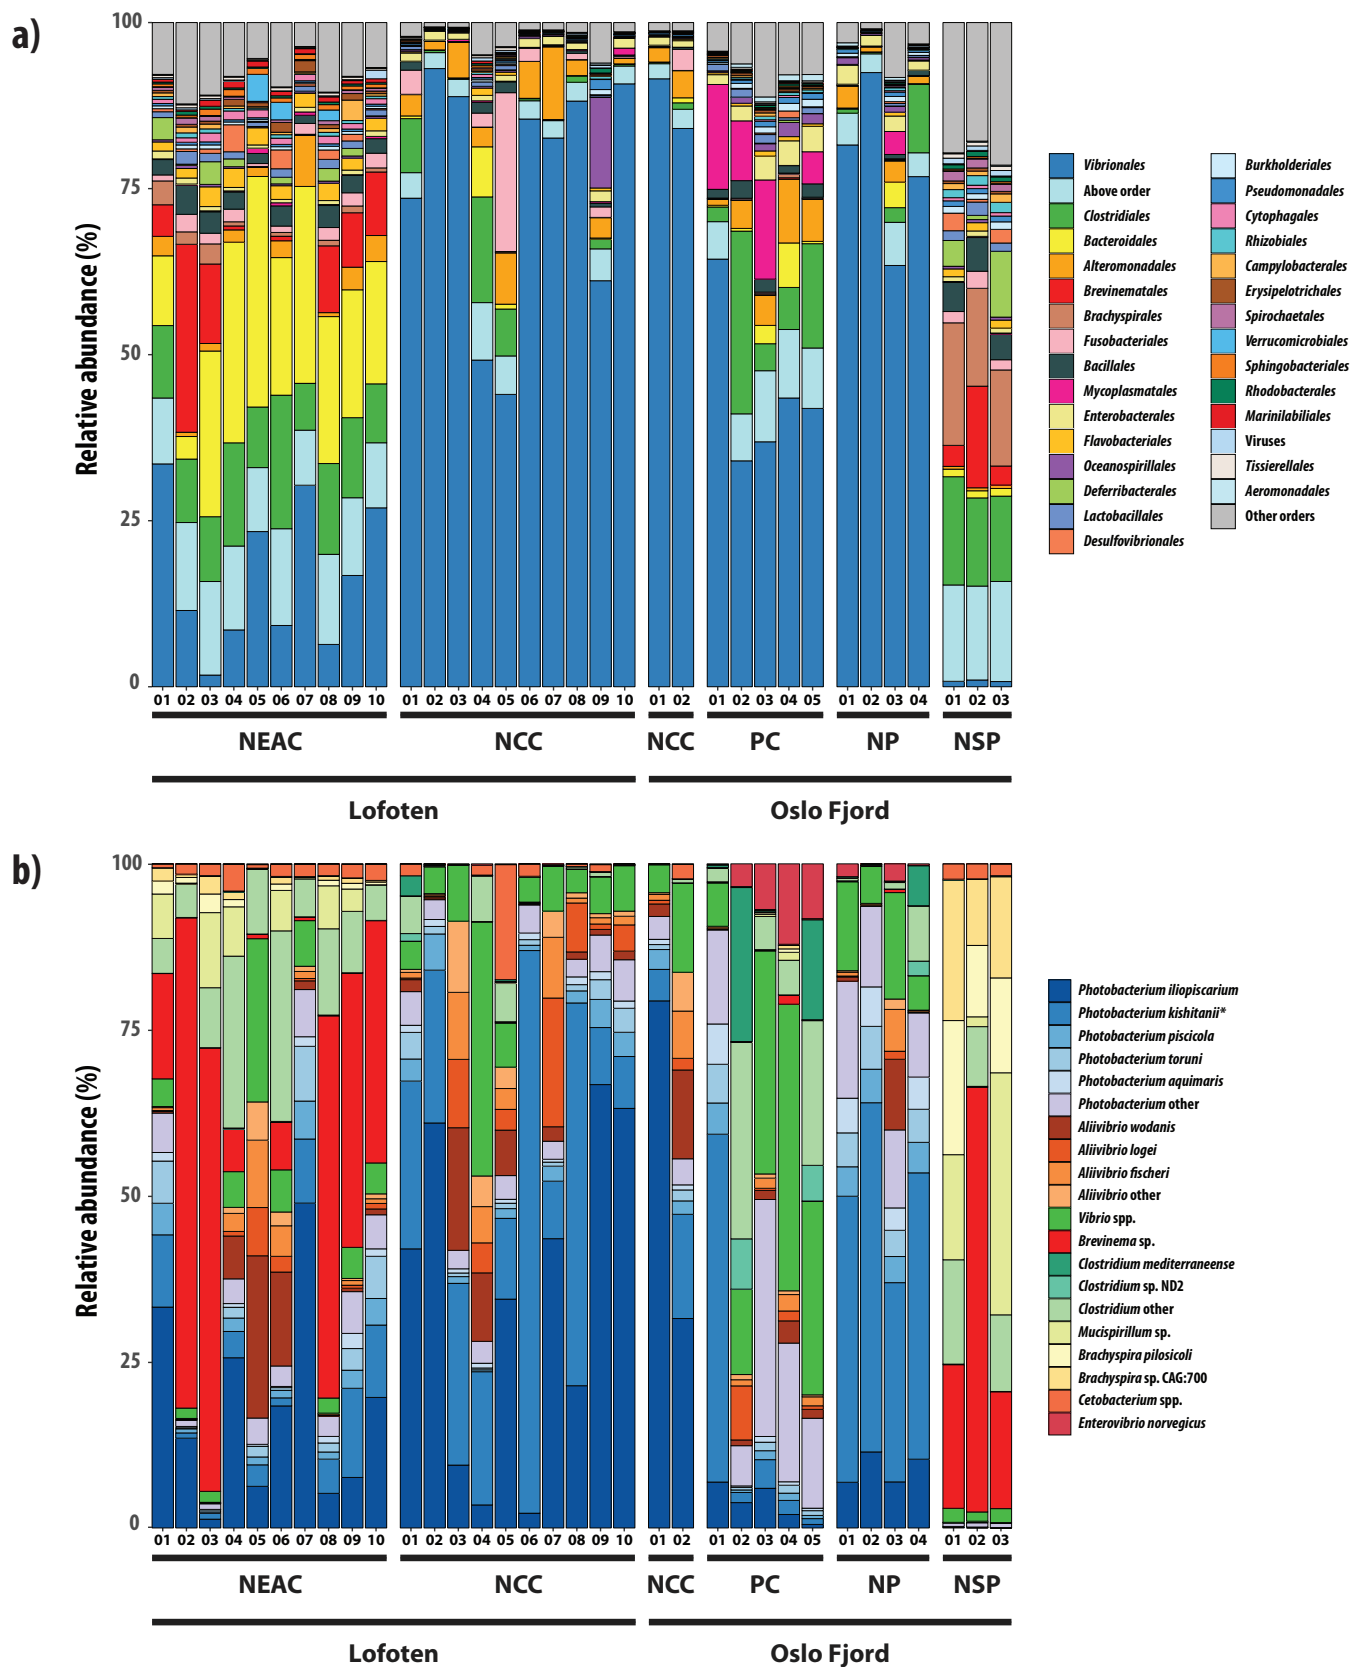 a)
Relative abundance (%)
100
75
50
25
0
01 02 03 04 05 06 07 08 09 10
01 02 03 04 05 06 07 08 09 10
01 02
01 02 03 04 05
01 02 03 04
01 02 03
NEAC
NCC
NCC
PC
NP
NSP
Lofoten
Oslo Fjord
Vibrionales
Above order
Clostridiales
Bacteroidales
Alteromonadales
Brevinematales
Brachyspirales
Fusobacteriales
Bacillales
Mycoplasmatales
Enterobacterales
Flavobacteriales
Oceanospirillales
Deferribacterales
Lactobacillales
Desulfovibrionales
Burkholderiales
Pseudomonadales
Cytophagales
Rhizobiales
Campylobacterales
Erysipelotrichales
Spirochaetales
Verrucomicrobiales
Sphingobacteriales
Rhodobacterales
Marinilabiliales
Viruses
Tissierellales
Aeromonadales
Other orders
b)
Relative abundance (%)
100
75
50
25
0
01 02 03 04 05 06 07 08 09 10
01 02 03 04 05 06 07 08 09 10
01 02
01 02 03 04 05
01 02 03 04
01 02 03
NEAC
NCC
NCC
PC
NP
NSP
Lofoten
Oslo Fjord
Photobacterium iliopiscarium
Photobacterium kishitanii*
Photobacterium piscicola
Photobacterium toruni
Photobacterium aquimaris
Photobacterium other
Aliivibrio wodanis
Aliivibrio logei
Aliivibrio fischeri
Aliivibrio other
Vibrio spp.
Brevinema sp.
Clostridium mediterraneense
Clostridium sp. ND2
Clostridium other
Mucispirillum sp.
Brachyspira pilosicoli
Brachyspira sp. CAG:700
Cetobacterium spp.
Enterovibrio norvegicus